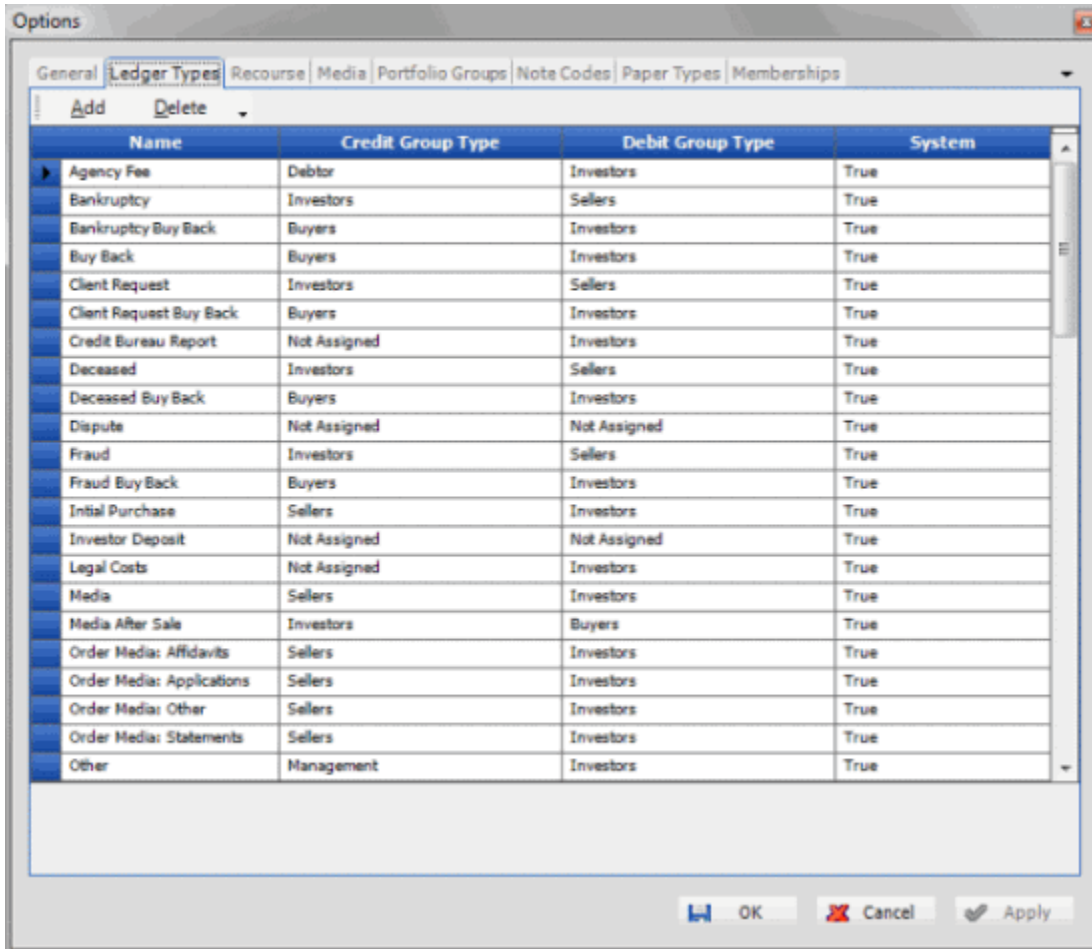 Options
General Ledger Types Recourse Media Portfolio Groups Note Codes Paper Types Memberships
Add Delete
Name Credit Group Type Debit Group Type System
Agency Fee Debtor Investors True
Bankruptcy Investors Sellers True
Bankruptcy Buy Back Buyers Investors True
Buy Back Buyers Investors True
Client Request Investors Sellers True
Client Request Buy Back Buyers Investors True
Credit Bureau Report Not Assigned Investors True
Deceased Investors Sellers True
Deceased Buy Back Buyers Investors True
Dispute Not Assigned Not Assigned True
Fraud Investors Sellers True
Fraud Buy Back Buyers Investors True
Intial Purchase Sellers Investors True
Investor Deposit Not Assigned Not Assigned True
Legal Costs Not Assigned Investors True
Media Sellers Investors True
Media After Sale Investors Buyers True
Order Media: Affidavits Sellers Investors True
Order Media: Applications Sellers Investors True
Order Media: Other Sellers Investors True
Order Media: Statements Sellers Investors True
Other Management Investors True
OK Cancel Apply